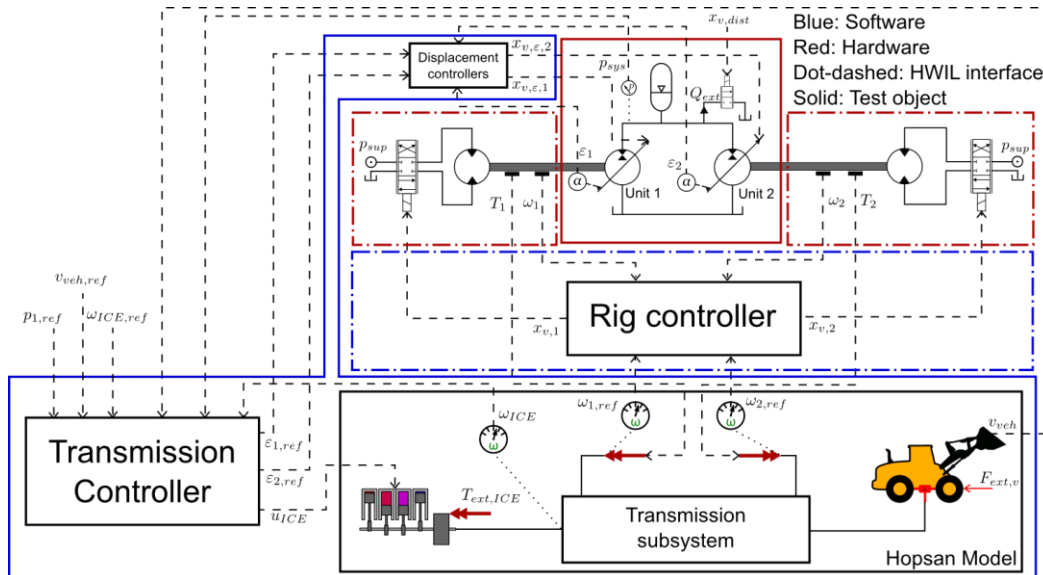 x_{v,dist}
Blue: Software
Red: Hardware
Dot-dashed: HWIL interface
Solid: Test object
Displacement
controllers
x_{v,ε,2}
x_{v,ε,1}
p_{sys}
p
Q_{ext}
p_{sup}
p_{sup}
ε_1
α
Unit 1
ε_2
α
Unit 2
T_1
ω_1
ω_2
T_2
v_{veh,ref}
p_{1,ref}
ω_{ICE,ref}
x_{v,1}
Rig controller
x_{v,2}
Transmission
Controller
ε_{1,ref}
ε_{2,ref}
u_{ICE}
ω_{ICE}
ω
ω_{1,ref}
ω
ω_{2,ref}
ω
v_{veh}
F_{ext,v}
T_{ext,ICE}
Transmission
subsystem
Hopsan Model